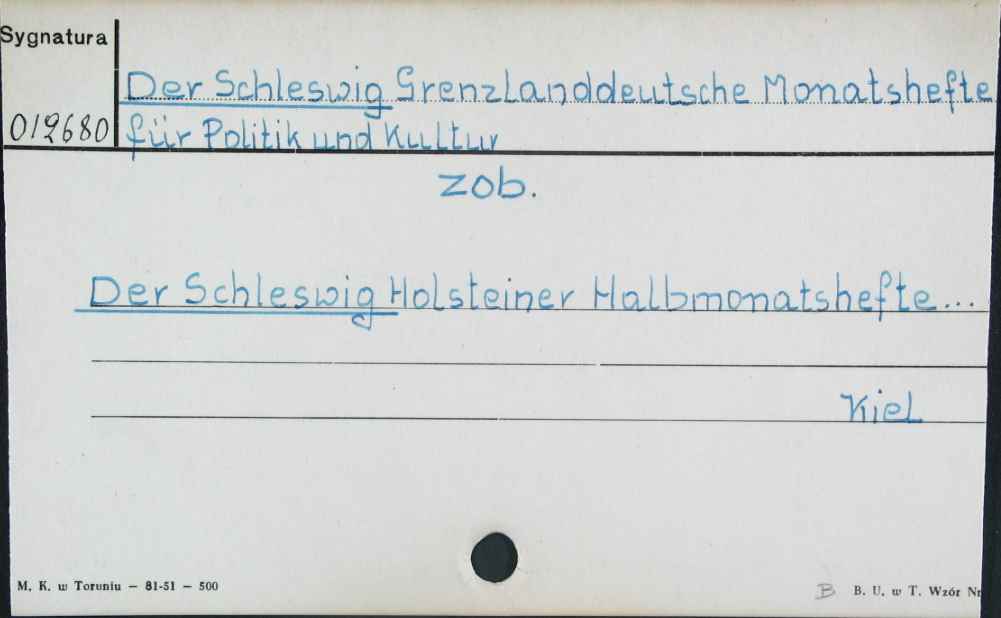 Sygnatura
Der Schleswig Grenzlanddeutsche Monatshefte
012680 für Politik und Kultur
zob.
Der Schleswig Holsteiner Halbmonatshefte...
Kiel
M. K. w Toruniu — 81-51 — 500
B B. U. w T. Wzór Nr